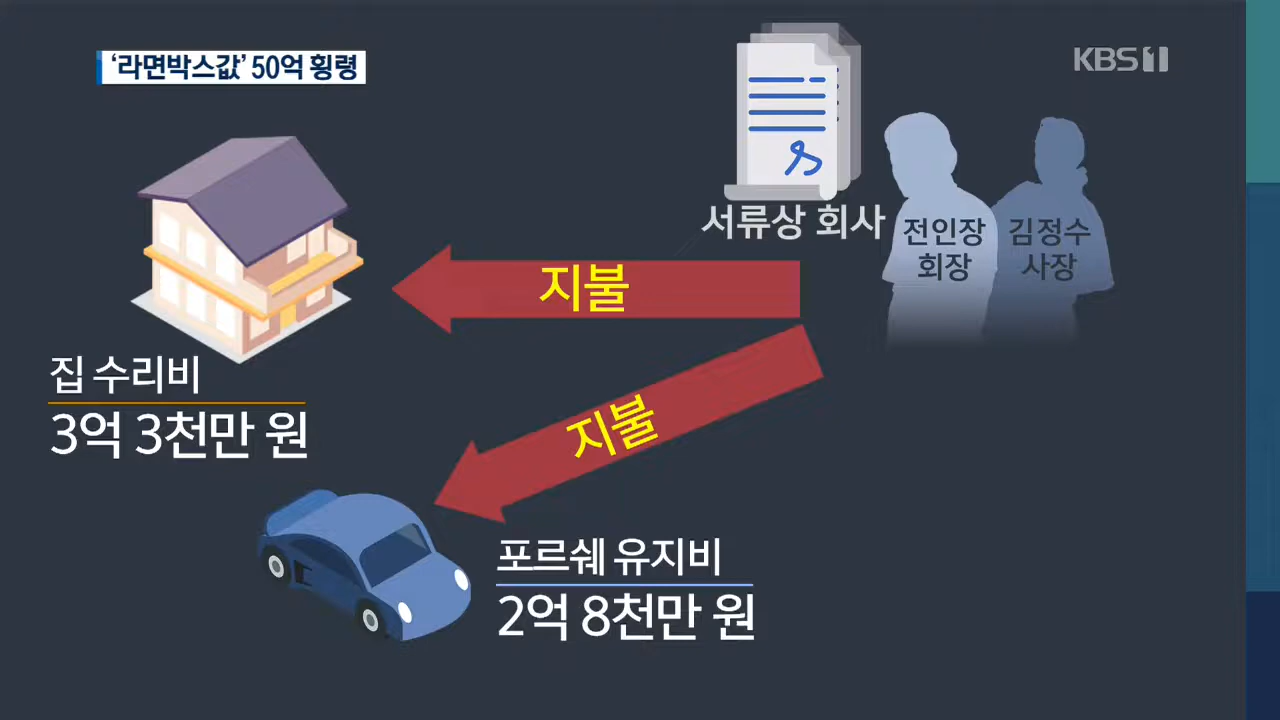 ‘라면박스값’ 50억 횡령
KBS 1
서류상 회사
전인장
회장
김정수
사장
지불
집 수리비
3억 3천만 원
지불
포르쉐 유지비
2억 8천만 원